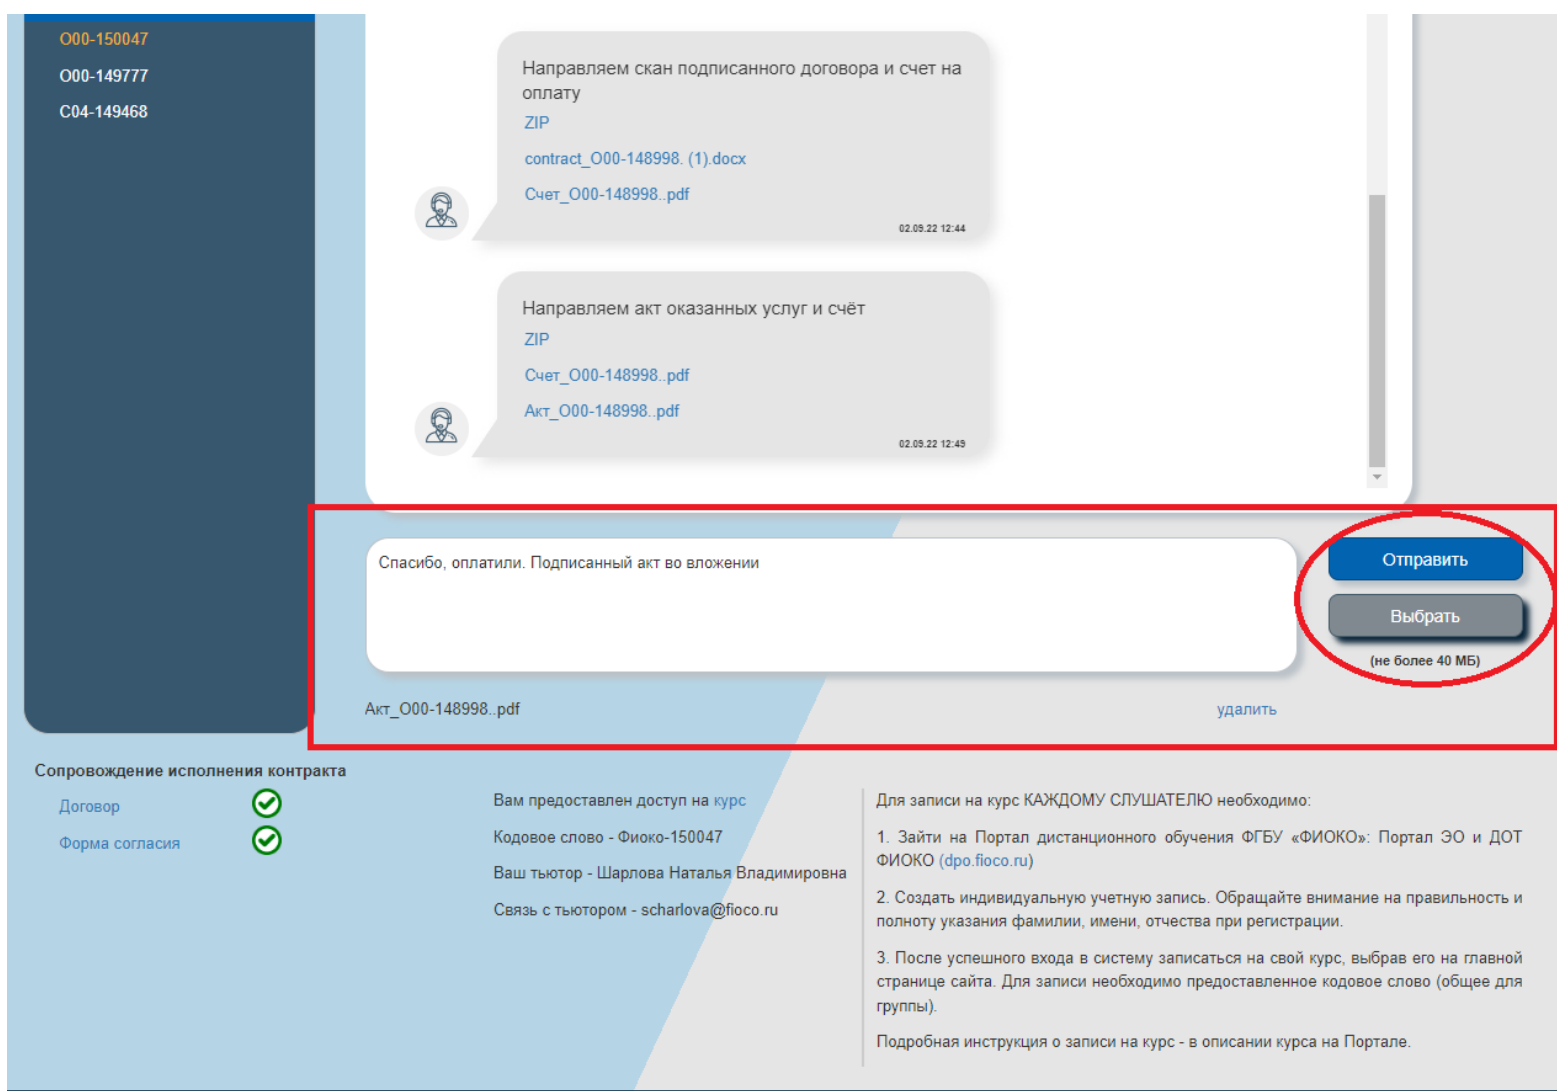 О00-150047
О00-149777
С04-149468
Направляем скан подписанного договора и счет на
оплату
ZIP
contract_О00-148998. (1).docx
Счет_О00-148998..pdf
02.09.22 12:44
Направляем акт оказанных услуг и счёт
ZIP
Счет_О00-148998..pdf
Акт_О00-148998..pdf
02.09.22 12:49
Спасибо, оплатили. Подписанный акт во вложении
Отправить
Выбрать
(не более 40 МБ)
Акт_О00-148998..pdf
удалить
Сопровождение исполнения контракта
Договор
Форма согласия
Вам предоставлен доступ на курс
Кодовое слово - Фиоко-150047
Ваш тьютор - Шарлова Наталья Владимировна
Связь с тьютором - scharlova@fioco.ru
Для записи на курс КАЖДОМУ СЛУШАТЕЛЮ необходимо:
1. Зайти на Портал дистанционного обучения ФГБУ «ФИОКО»: Портал ЭО и ДОТ
ФИОКО (dpo.fioco.ru)
2. Создать индивидуальную учетную запись. Обращайте внимание на правильность и
полноту указания фамилии, имени, отчества при регистрации.
3. После успешного входа в систему записаться на свой курс, выбрав его на главной
странице сайта. Для записи необходимо предоставленное кодовое слово (общее для
группы).
Подробная инструкция о записи на курс - в описании курса на Портале.